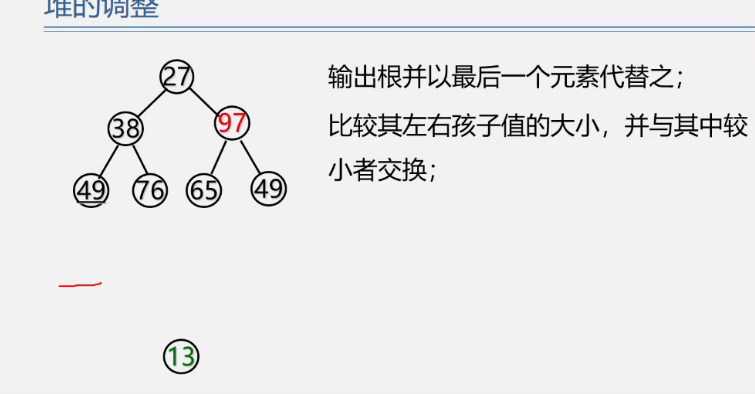 堆的调整
27
输出根并以最后一个元素代替之；
38 97
比较其左右孩子值的大小，并与其中较
小者交换；
49 76 65 49
13